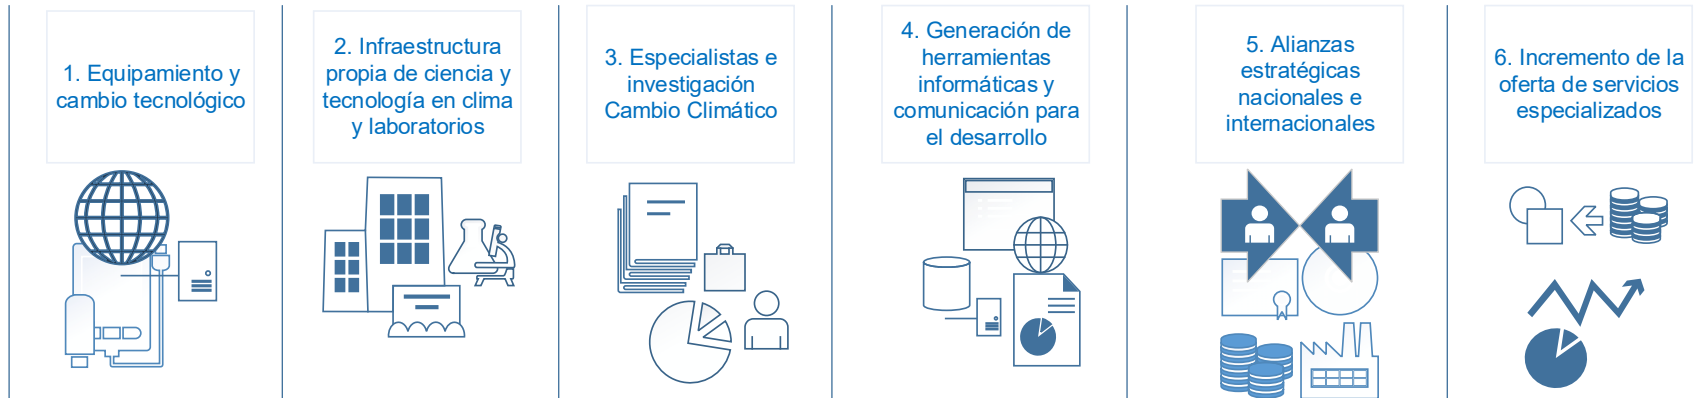 1. Equipamiento y
cambio tecnológico
2. Infraestructura
propia de ciencia y
tecnología en clima
y laboratorios
3. Especialistas e
investigación
Cambio Climático
4. Generación de
herramientas
informáticas y
comunicación para
el desarrollo
5. Alianzas
estratégicas
nacionales e
internacionales
6. Incremento de la
oferta de servicios
especializados